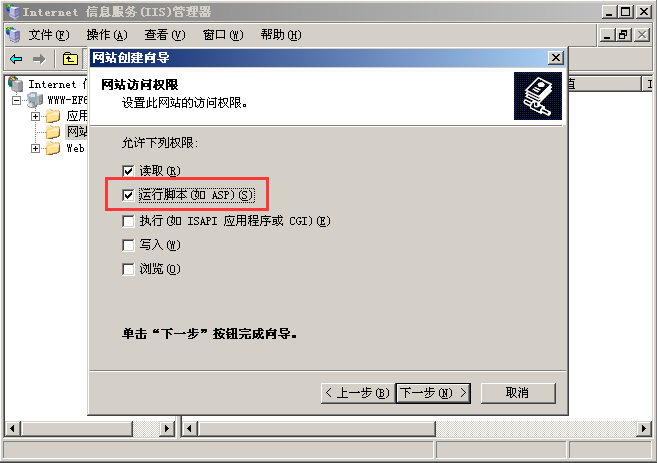 Internet 信息服务(IIS)管理器
文件(F) 操作(A) 查看(V) 窗口(W) 帮助(H)
网站创建向导
Internet 信
WWW-EF6
应用
网站
Web
值
网站访问权限
设置此网站的访问权限。
允许下列权限:
读取(R)
运行脚本(如 ASP)(S)
执行(如 ISAPI 应用程序或 CGI)(E)
写入(W)
浏览(O)
单击“下一步”按钮完成向导。
< 上一步(B) 下一步(N) > 取消